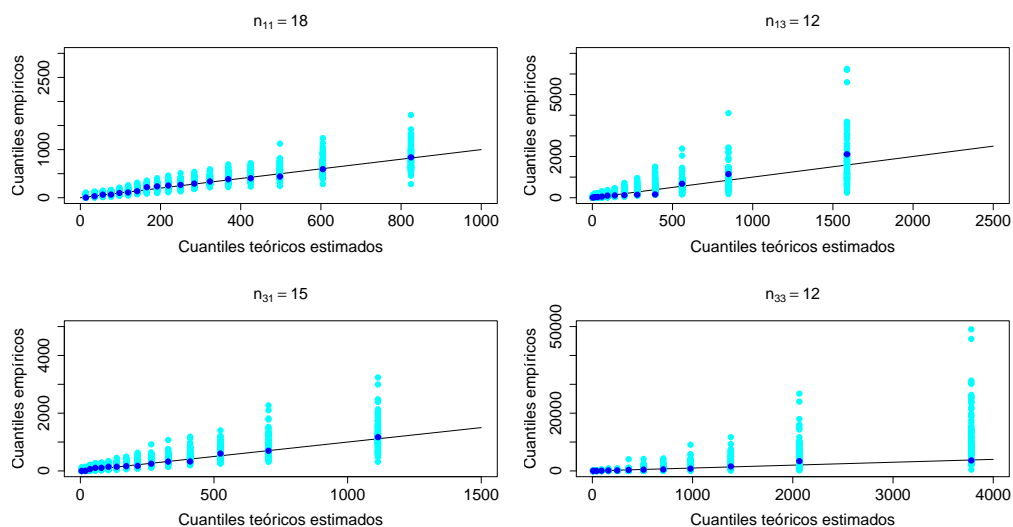 n₁₁ = 18
Cuantiles empíricos
0 1000 2500
0 200 400 600 800 1000
Cuantiles teóricos estimados
n₁₃ = 12
Cuantiles empíricos
0 2000 5000
0 500 1000 1500 2000 2500
Cuantiles teóricos estimados
n₃₁ = 15
Cuantiles empíricos
0 2000 4000
0 500 1000 1500
Cuantiles teóricos estimados
n₃₃ = 12
Cuantiles empíricos
0 20000 50000
0 1000 2000 3000 4000
Cuantiles teóricos estimados